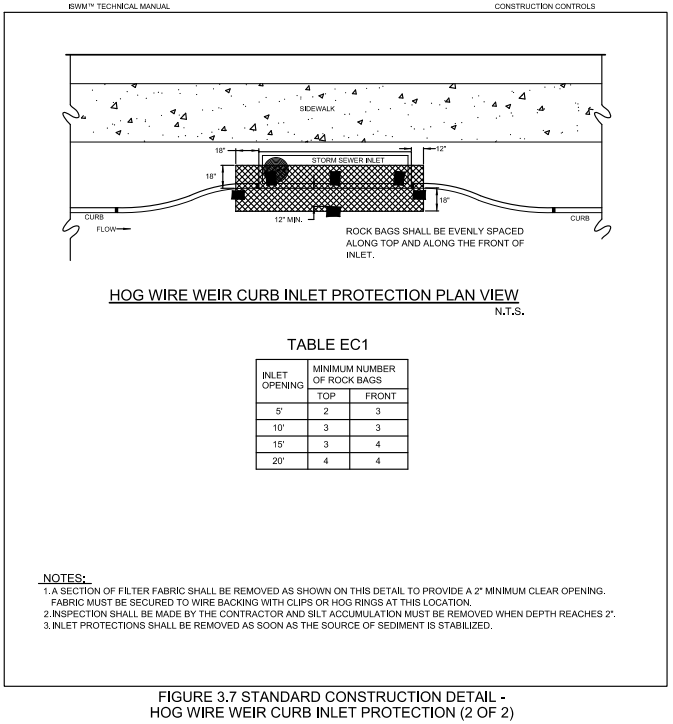 ISWM™ TECHNICAL MANUAL
CONSTRUCTION CONTROLS
SIDEWALK
18"
12"
STORM SEWER INLET
18"
18"
12" MIN.
CURB
CURB
FLOW
ROCK BAGS SHALL BE EVENLY SPACED
ALONG TOP AND ALONG THE FRONT OF
INLET.
HOG WIRE WEIR CURB INLET PROTECTION PLAN VIEW
N.T.S.
TABLE EC1
INLET OPENING MINIMUM NUMBER OF ROCK BAGS
TOP FRONT
5' 2 3
10' 3 3
15' 3 4
20' 4 4
NOTES:
1. A SECTION OF FILTER FABRIC SHALL BE REMOVED AS SHOWN ON THIS DETAIL TO PROVIDE A 2" MINIMUM CLEAR OPENING.
FABRIC MUST BE SECURED TO WIRE BACKING WITH CLIPS OR HOG RINGS AT THIS LOCATION.
2. INSPECTION SHALL BE MADE BY THE CONTRACTOR AND SILT ACCUMULATION MUST BE REMOVED WHEN DEPTH REACHES 2".
3. INLET PROTECTIONS SHALL BE REMOVED AS SOON AS THE SOURCE OF SEDIMENT IS STABILIZED.
FIGURE 3.7 STANDARD CONSTRUCTION DETAIL -
HOG WIRE WEIR CURB INLET PROTECTION (2 OF 2)